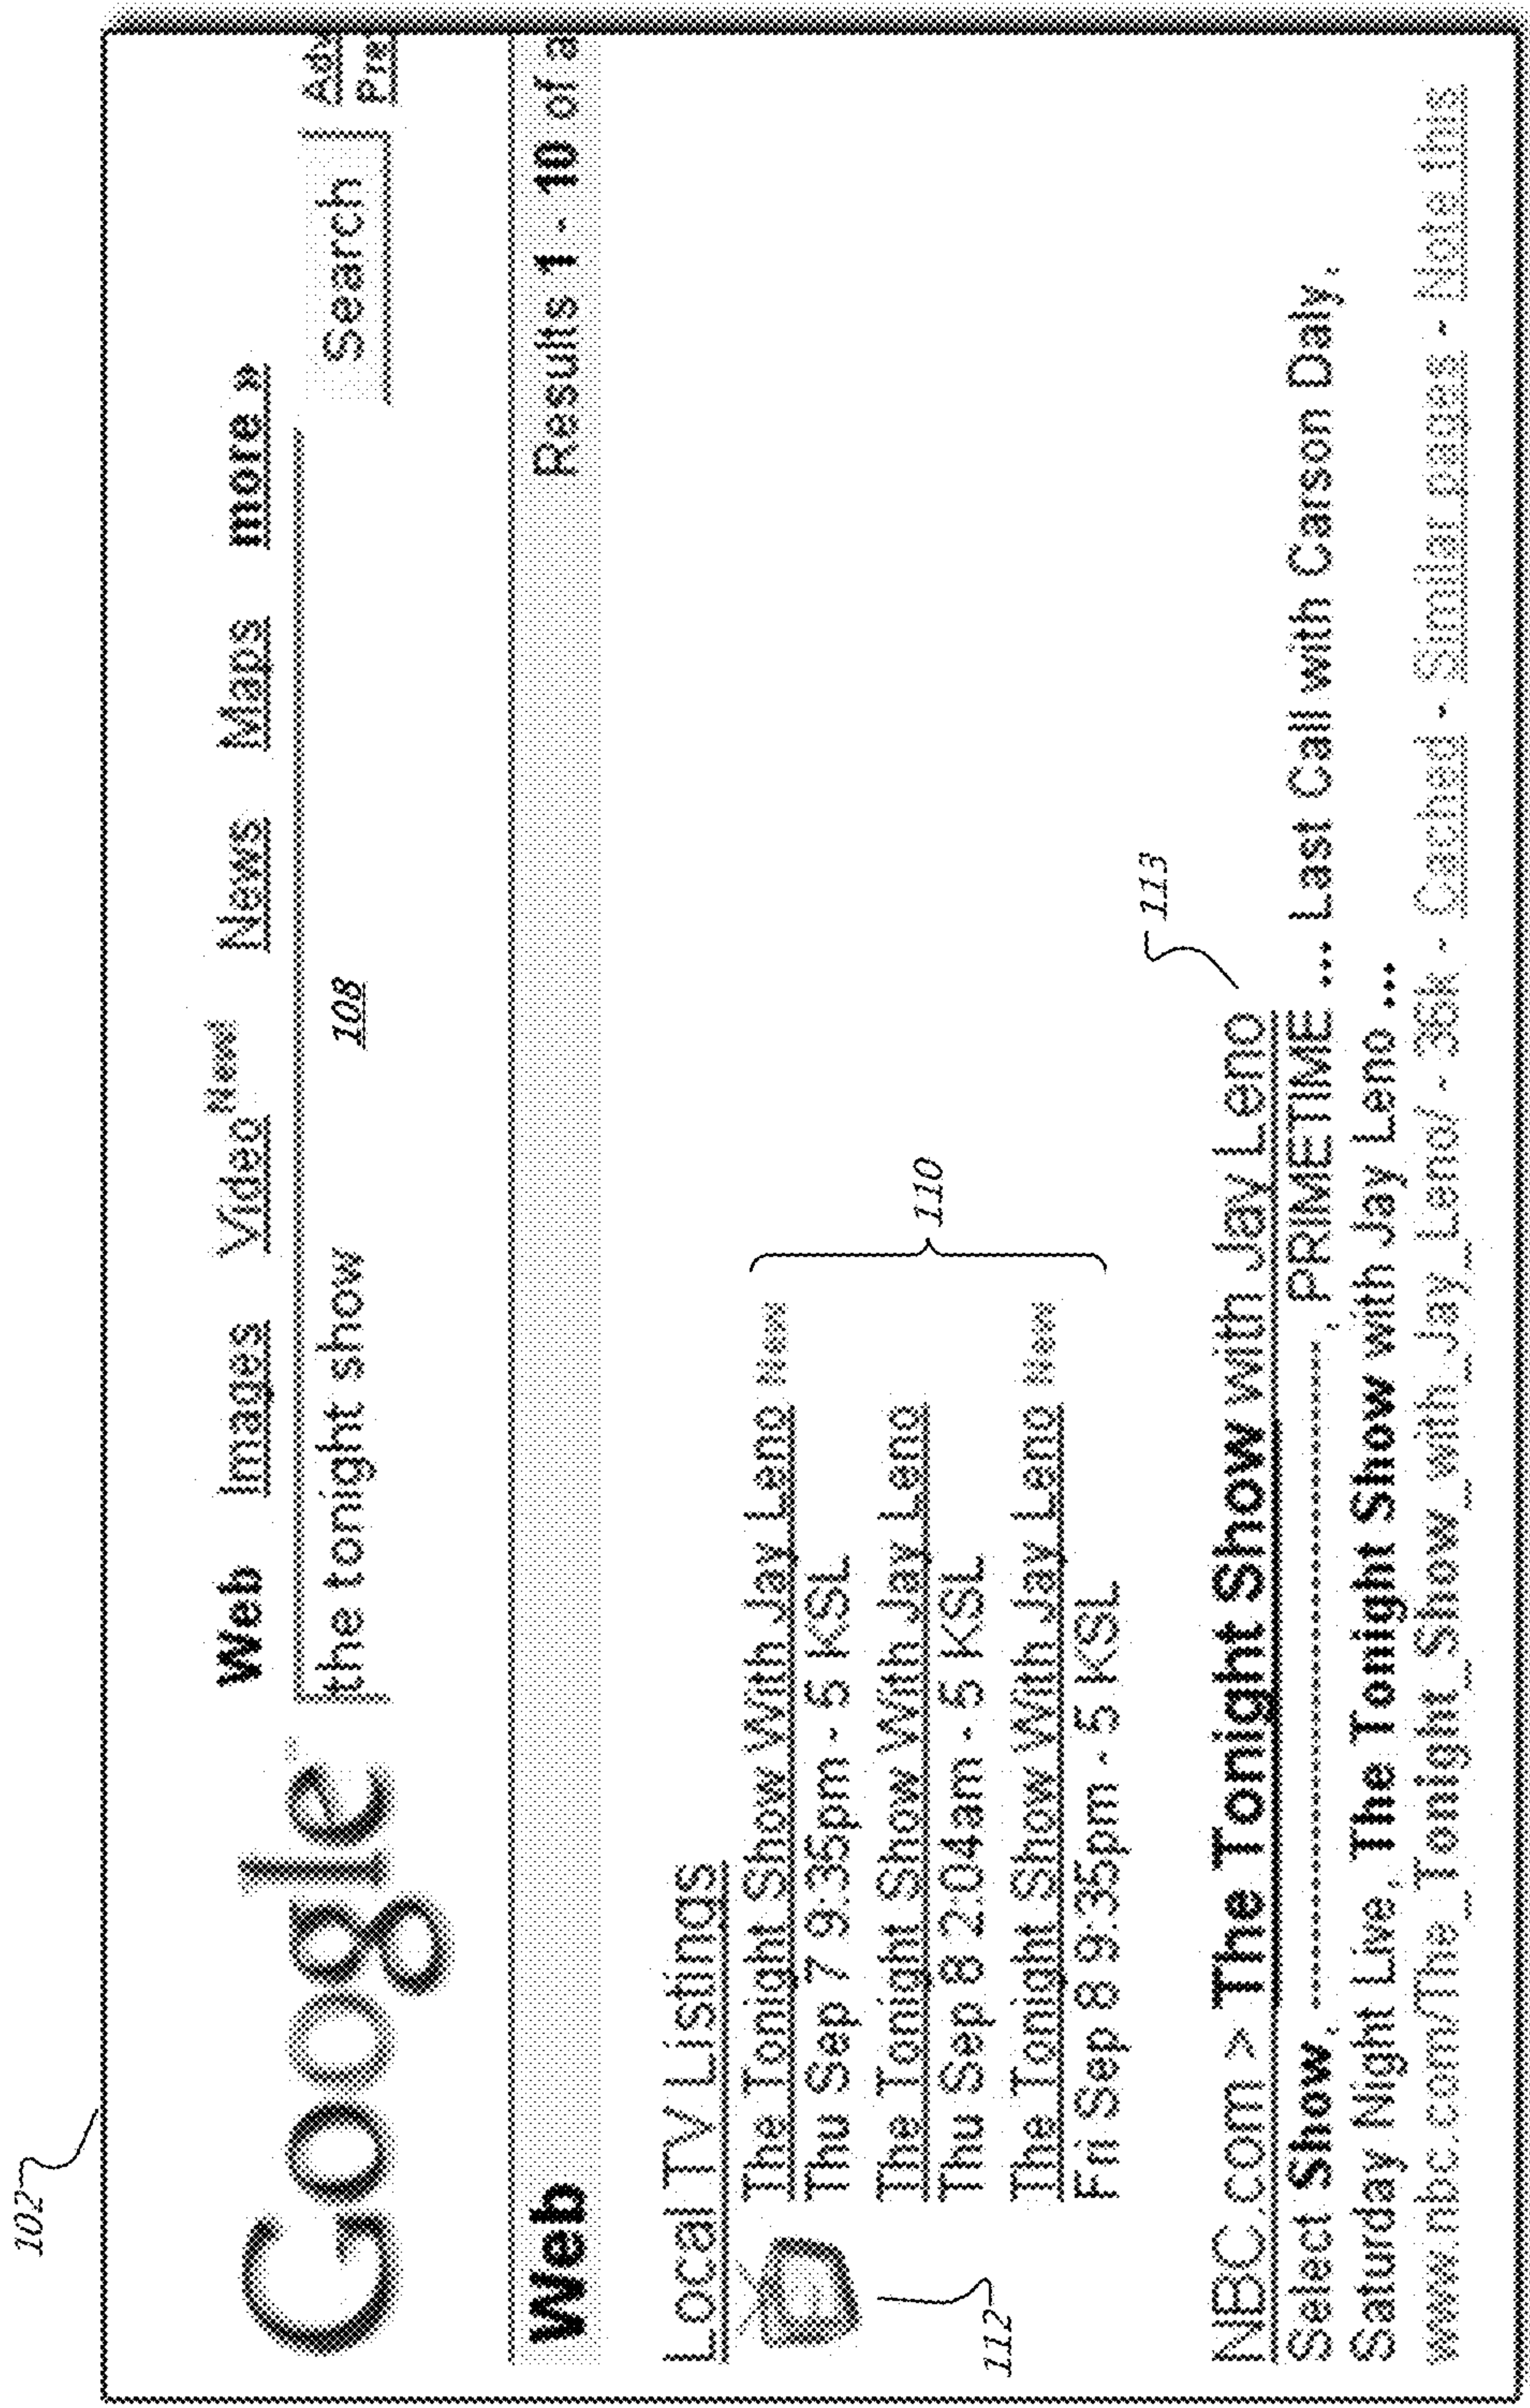 102
Web Images Video New! News Maps more »
Google
the tonight show
108
Search
Adv
Pre
Web
Results 1 - 10 of a
Local TV Listings
The Tonight Show With Jay Leno New
Thu Sep 7 9:35pm - 5 KSL
The Tonight Show With Jay Leno
Thu Sep 8 2:04am - 5 KSL
The Tonight Show With Jay Leno New
Fri Sep 8 9:35pm - 5 KSL
110
112
113
NBC.com > The Tonight Show with Jay Leno
Select Show, --------------------, PRIMETIME ... Last Call with Carson Daly,
Saturday Night Live, The Tonight Show with Jay Leno ...
www.nbc.com/The_Tonight_Show_with_Jay_Leno/ - 36k - Cached - Similar pages - Note this